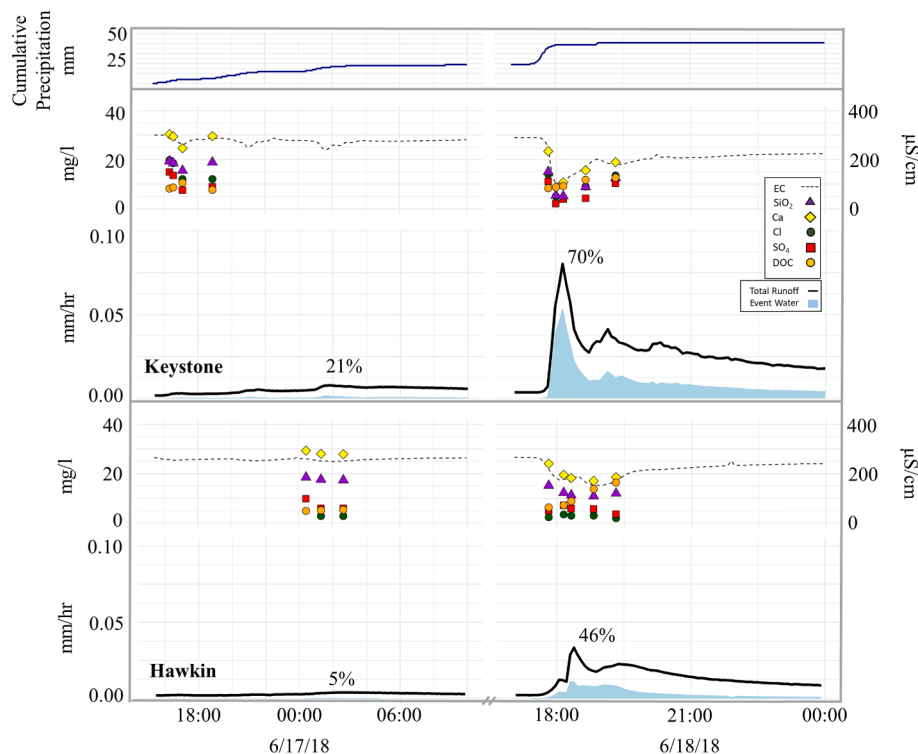 Cumulative
Precipitation
mm
50
25
mg/l
40
20
0
400
200
0
µS/cm
EC
SiO₂
Ca
Cl
SO₄
DOC
Total Runoff
Event Water
mm/hr
0.10
0.05
0.00
70%
Keystone
21%
mg/l
40
20
0
400
200
0
µS/cm
mm/hr
0.10
0.05
0.00
46%
Hawkin
5%
18:00 00:00 06:00 18:00 21:00 00:00
6/17/18 6/18/18